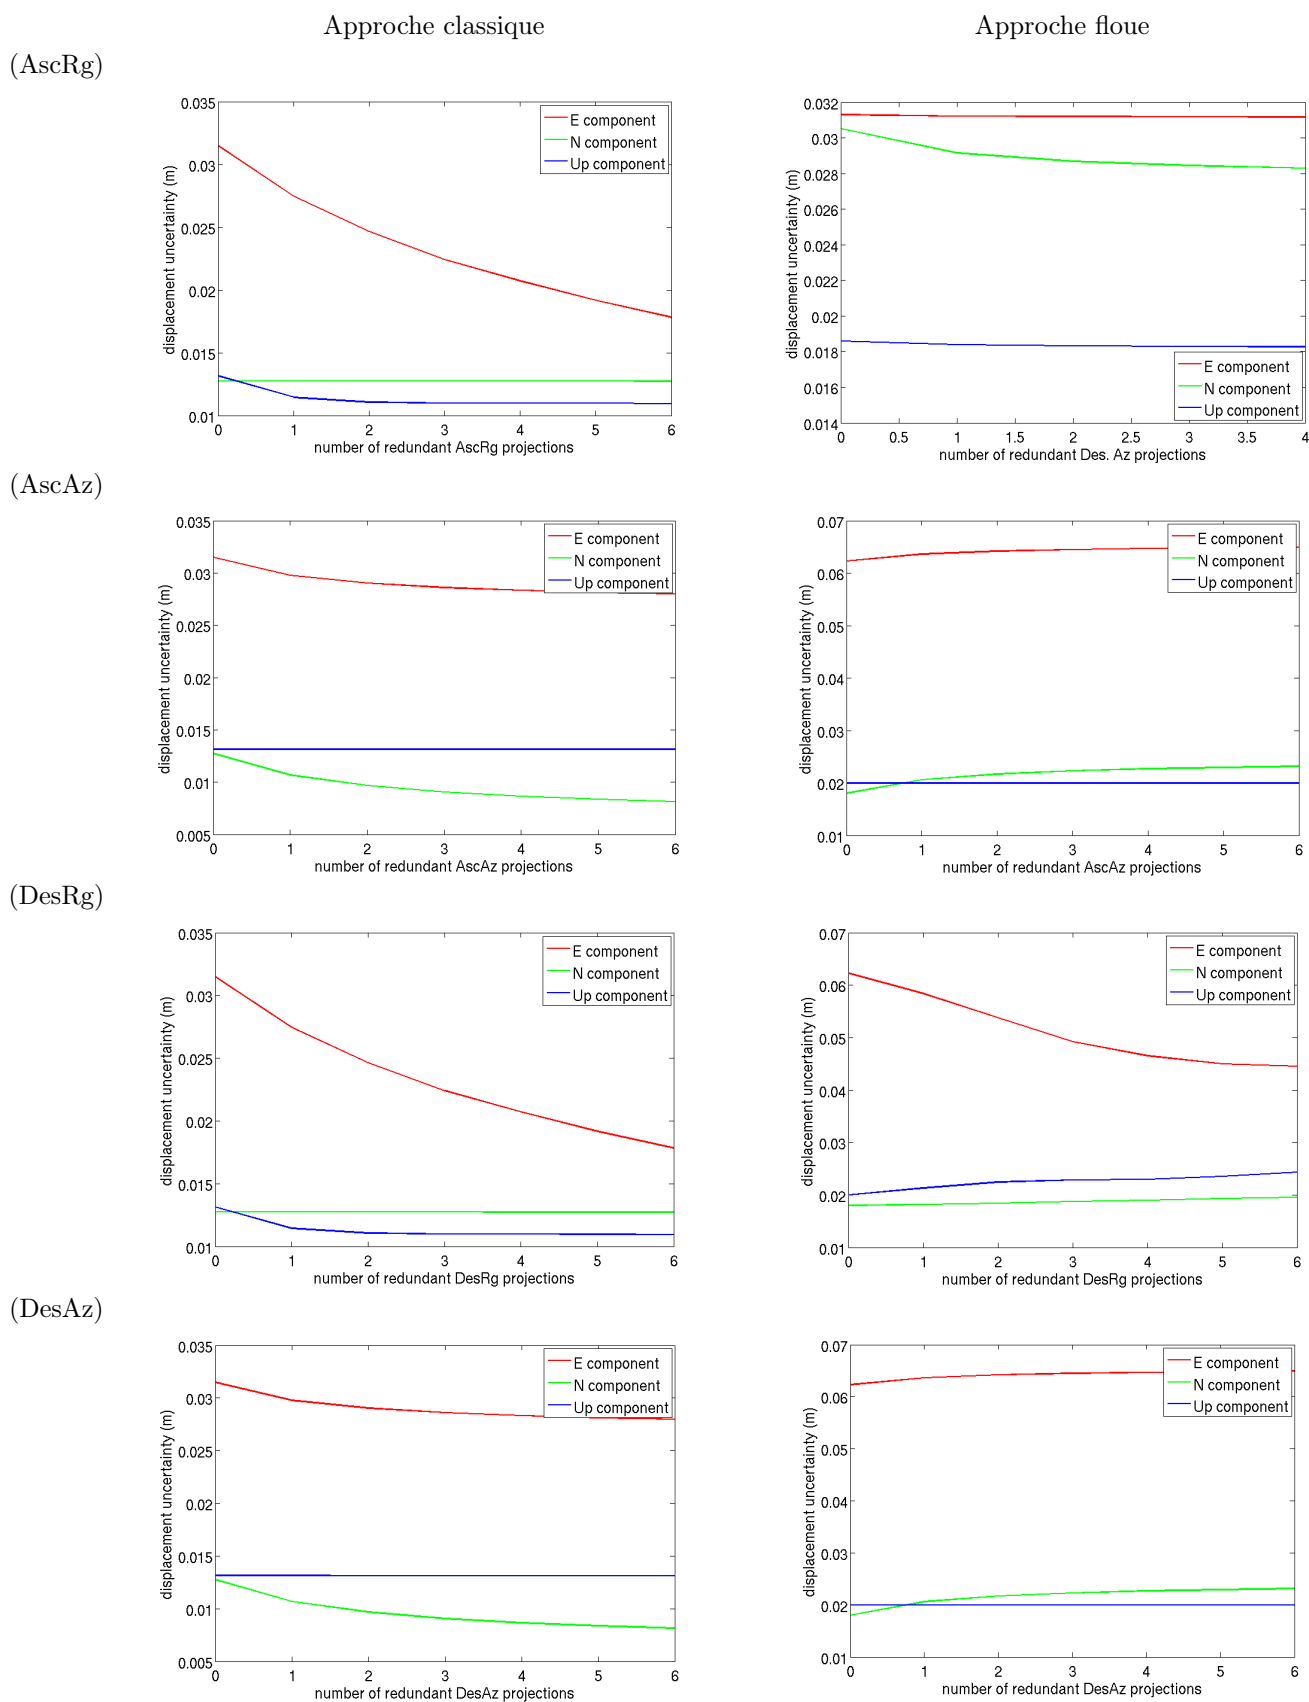 Approche classique
Approche floue
(AscRg)
0.035
0.03
0.025
0.02
0.015
0.01
displacement uncertainty (m)
E component
N component
Up component
0 1 2 3 4 5 6
number of redundant AscRg projections
0.032
0.03
0.028
0.026
0.024
0.022
0.02
0.018
0.016
0.014
displacement uncertainty (m)
E component
N component
Up component
0 0.5 1 1.5 2 2.5 3 3.5 4
number of redundant Des. Az projections
(AscAz)
0.035
0.03
0.025
0.02
0.015
0.01
0.005
displacement uncertainty (m)
E component
N component
Up component
0 1 2 3 4 5 6
number of redundant AscAz projections
0.07
0.06
0.05
0.04
0.03
0.02
0.01
displacement uncertainty (m)
E component
N component
Up component
0 1 2 3 4 5 6
number of redundant AscAz projections
(DesRg)
0.035
0.03
0.025
0.02
0.015
0.01
displacement uncertainty (m)
E component
N component
Up component
0 1 2 3 4 5 6
number of redundant DesRg projections
0.07
0.06
0.05
0.04
0.03
0.02
0.01
displacement uncertainty (m)
E component
N component
Up component
0 1 2 3 4 5 6
number of redundant DesRg projections
(DesAz)
0.035
0.03
0.025
0.02
0.015
0.01
0.005
displacement uncertainty (m)
E component
N component
Up component
0 1 2 3 4 5 6
number of redundant DesAz projections
0.07
0.06
0.05
0.04
0.03
0.02
0.01
displacement uncertainty (m)
E component
N component
Up component
0 1 2 3 4 5 6
number of redundant DesAz projections